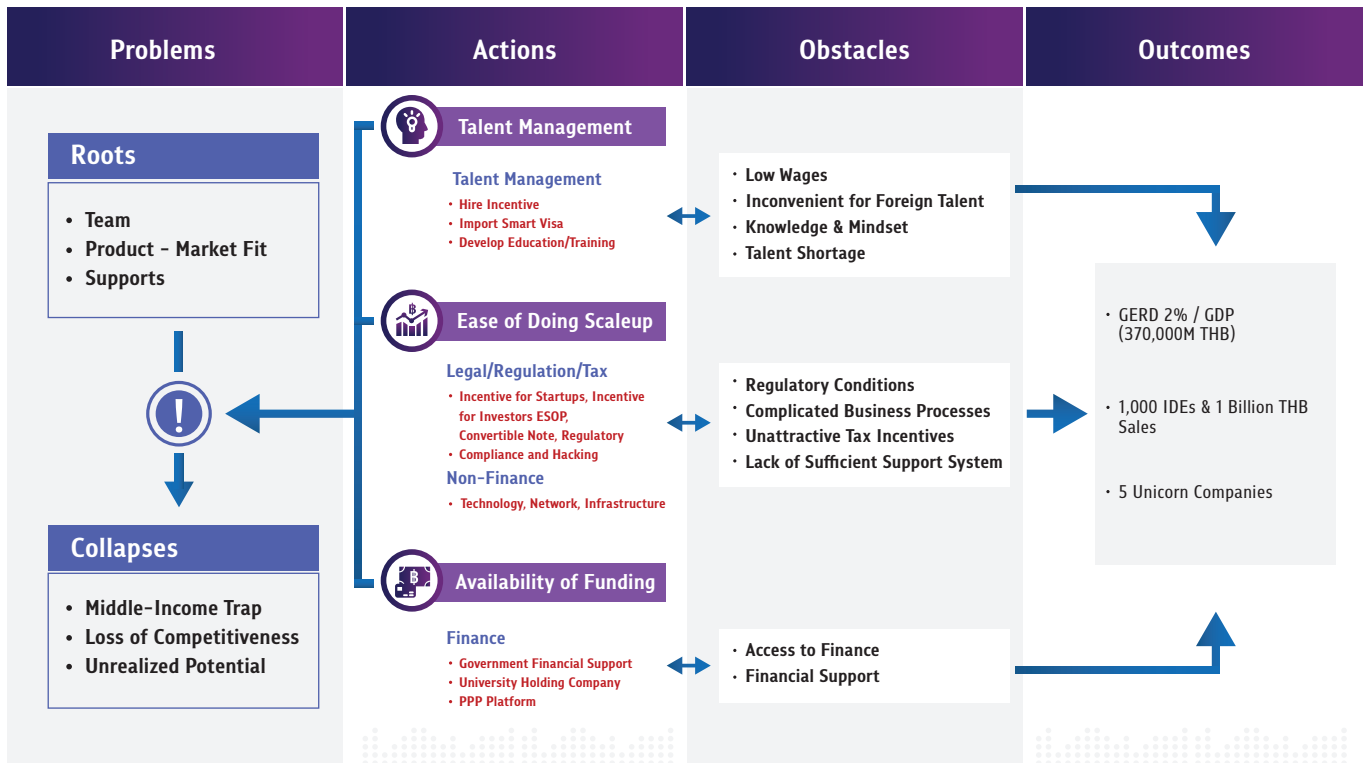 Problems
Actions
Obstacles
Outcomes
Roots
• Team
• Product - Market Fit
• Supports
!
Collapses
• Middle-Income Trap
• Loss of Competitiveness
• Unrealized Potential
Talent Management
Talent Management
• Hire Incentive
• Import Smart Visa
• Develop Education/Training
฿
Ease of Doing Scaleup
Legal/Regulation/Tax
• Incentive for Startups, Incentive
for Investors ESOP,
Convertible Note, Regulatory
• Compliance and Hacking
Non-Finance
• Technology, Network, Infrastructure
฿
Availability of Funding
Finance
• Government Financial Support
• University Holding Company
• PPP Platform
• Low Wages
• Inconvenient for Foreign Talent
• Knowledge & Mindset
• Talent Shortage
• Regulatory Conditions
• Complicated Business Processes
• Unattractive Tax Incentives
• Lack of Sufficient Support System
• Access to Finance
• Financial Support
• GERD 2% / GDP
(370,000M THB)
• 1,000 IDEs & 1 Billion THB
Sales
• 5 Unicorn Companies